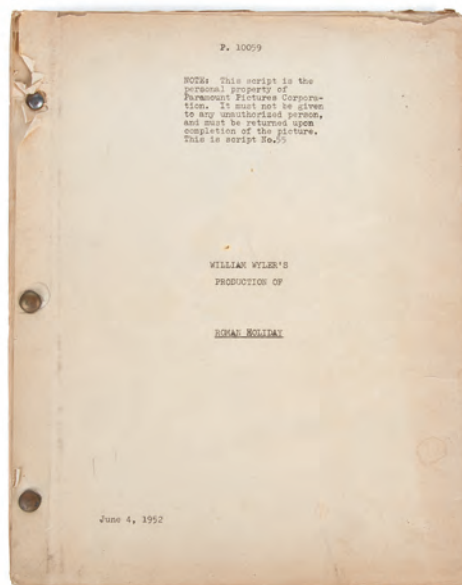 P. 10059
NOTE: This script is the
personal property of
Paramount Pictures Corpora-
tion. It must not be given
to any unauthorized person,
and must be returned upon
completion of the picture.
This is script No.55
WILLIAM WYLER'S
PRODUCTION OF
ROMAN HOLIDAY
June 4, 1952